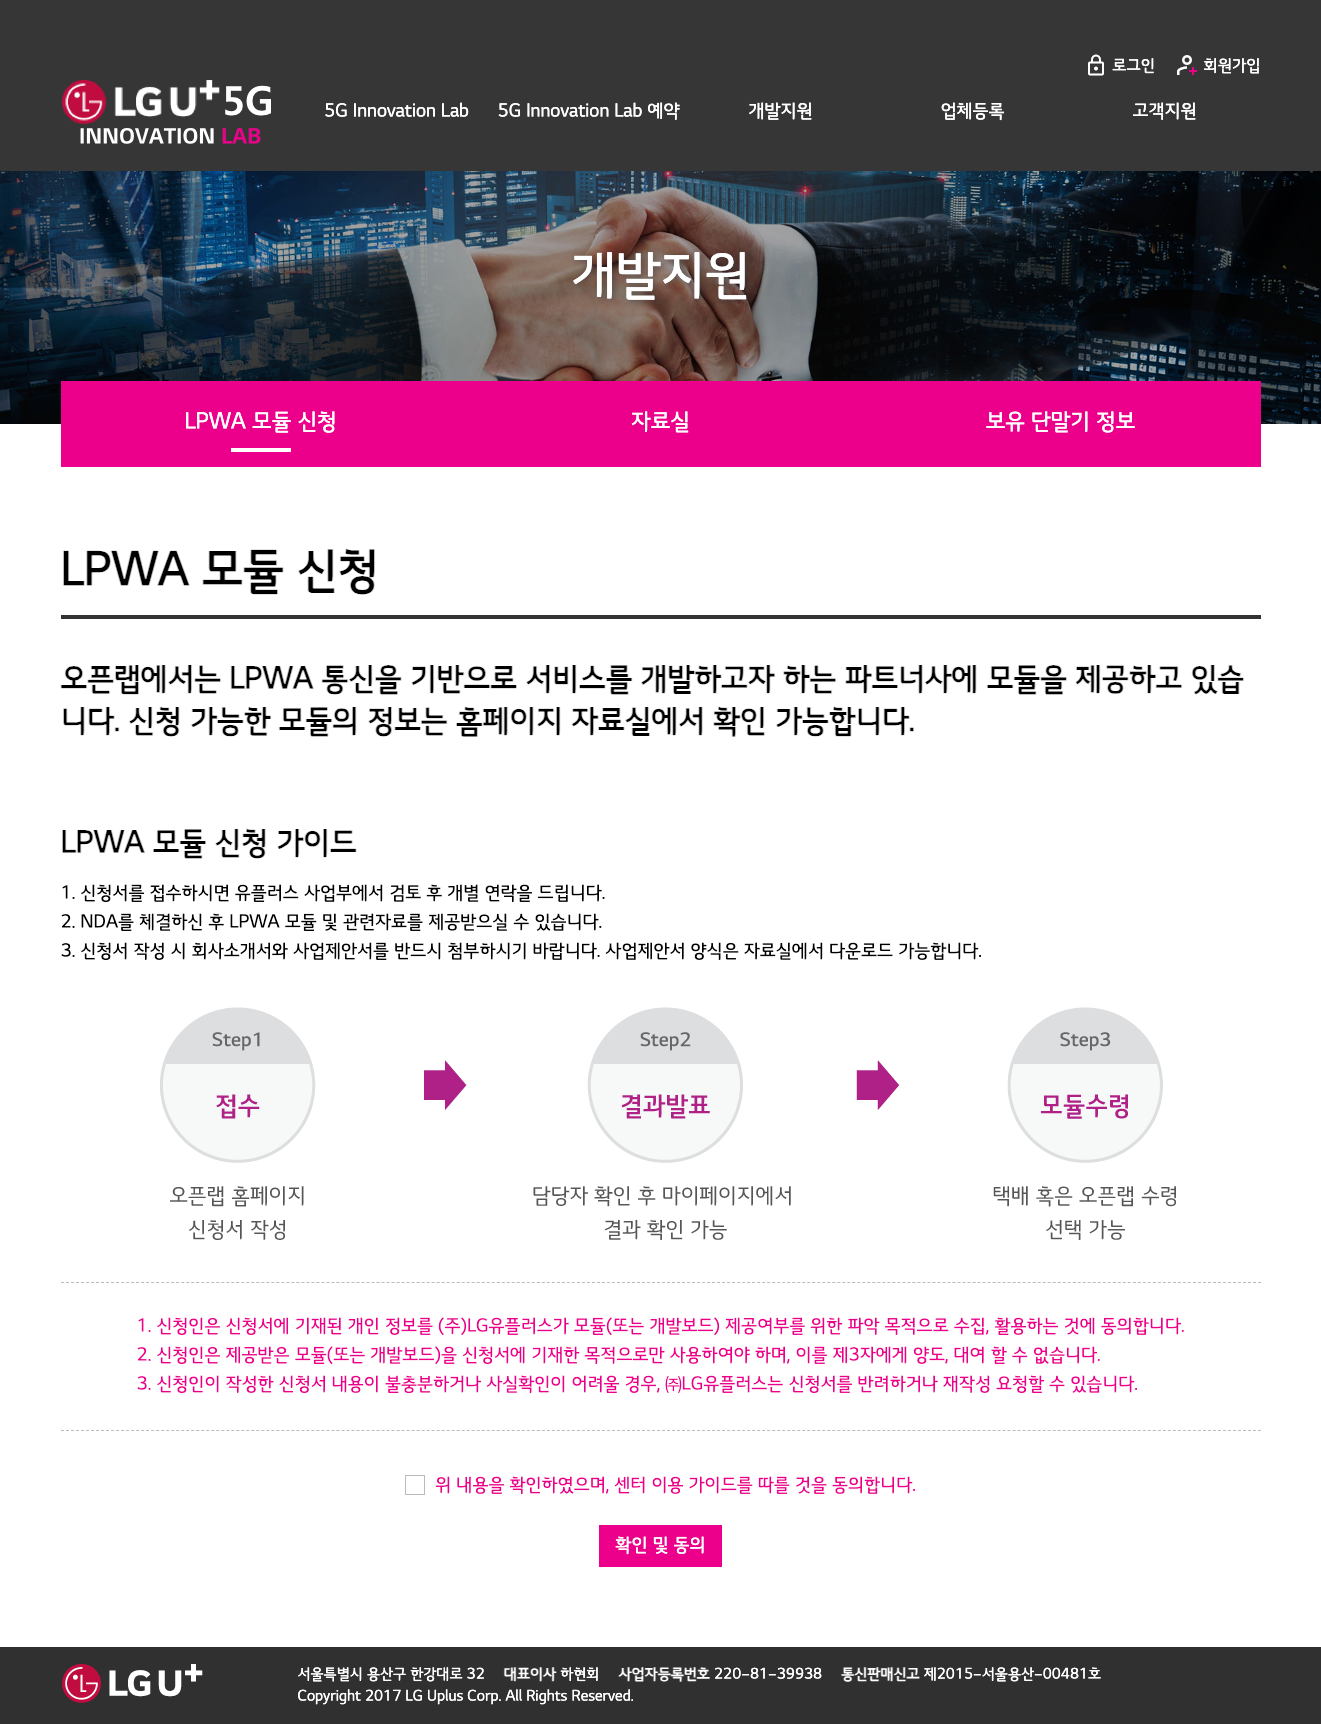 로그인 회원가입
LG U+ 5G
INNOVATION LAB
5G Innovation Lab 5G Innovation Lab 예약 개발지원 업체등록 고객지원
개발지원
LPWA 모듈 신청 자료실 보유 단말기 정보
LPWA 모듈 신청
오픈랩에서는 LPWA 통신을 기반으로 서비스를 개발하고자 하는 파트너사에 모듈을 제공하고 있습
니다. 신청 가능한 모듈의 정보는 홈페이지 자료실에서 확인 가능합니다.
LPWA 모듈 신청 가이드
1. 신청서를 접수하시면 유플러스 사업부에서 검토 후 개별 연락을 드립니다.
2. NDA를 체결하신 후 LPWA 모듈 및 관련자료를 제공받으실 수 있습니다.
3. 신청서 작성 시 회사소개서와 사업제안서를 반드시 첨부하시기 바랍니다. 사업제안서 양식은 자료실에서 다운로드 가능합니다.
Step1
접수
오픈랩 홈페이지
신청서 작성
Step2
결과발표
담당자 확인 후 마이페이지에서
결과 확인 가능
Step3
모듈수령
택배 혹은 오픈랩 수령
선택 가능
1. 신청인은 신청서에 기재된 개인 정보를 (주)LG유플러스가 모듈(또는 개발보드) 제공여부를 위한 파악 목적으로 수집, 활용하는 것에 동의합니다.
2. 신청인은 제공받은 모듈(또는 개발보드)을 신청서에 기재한 목적으로만 사용하여야 하며, 이를 제3자에게 양도, 대여 할 수 없습니다.
3. 신청인이 작성한 신청서 내용이 불충분하거나 사실확인이 어려울 경우, ㈜LG유플러스는 신청서를 반려하거나 재작성 요청할 수 있습니다.
위 내용을 확인하였으며, 센터 이용 가이드를 따를 것을 동의합니다.
확인 및 동의
LG U+
서울특별시 용산구 한강대로 32 대표이사 하현회 사업자등록번호 220-81-39938 통신판매신고 제2015-서울용산-00481호
Copyright 2017 LG Uplus Corp. All Rights Reserved.